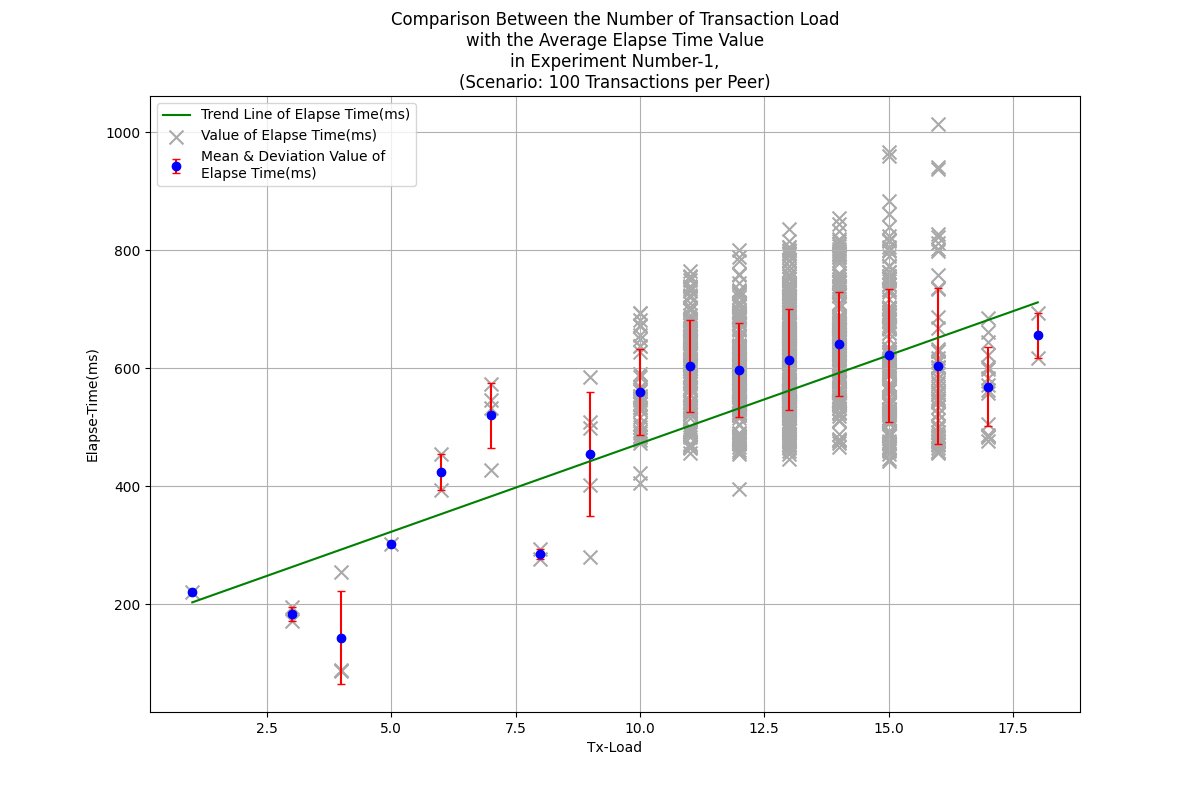 Comparison Between the Number of Transaction Load
with the Average Elapse Time Value
in Experiment Number-1,
(Scenario: 100 Transactions per Peer)
Trend Line of Elapse Time(ms)
Value of Elapse Time(ms)
Mean & Deviation Value of
Elapse Time(ms)
1000
800
600
400
200
Elapse-Time(ms)
2.5 5.0 7.5 10.0 12.5 15.0 17.5
Tx-Load